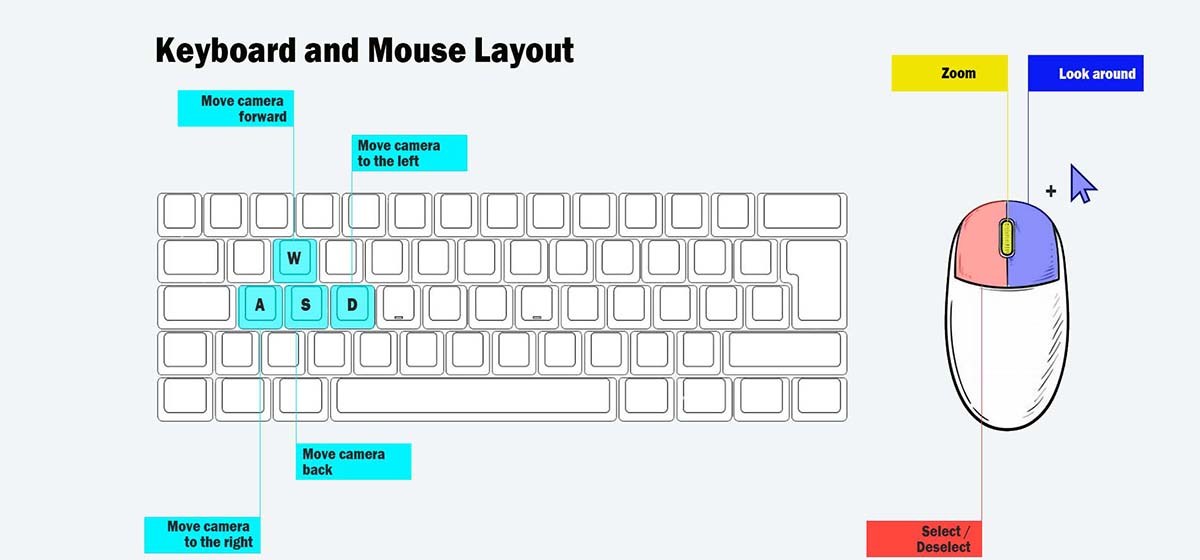 Keyboard and Mouse Layout
Zoom
Look around
Move camera
forward
Move camera
to the left
+
W
A
S
D
Move camera
back
Move camera
to the right
Select /
Deselect